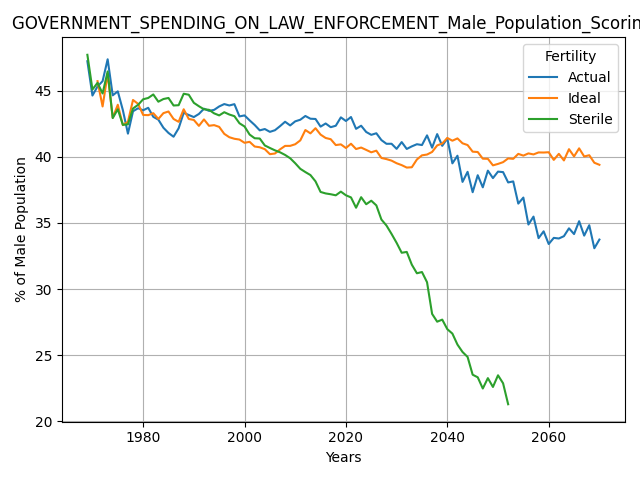 GOVERNMENT_SPENDING_ON_LAW_ENFORCEMENT_Male_Population_Scorin
Fertility
Actual
Ideal
Sterile
% of Male Population
45
40
35
30
25
20
1980
2000
2020
2040
2060
Years